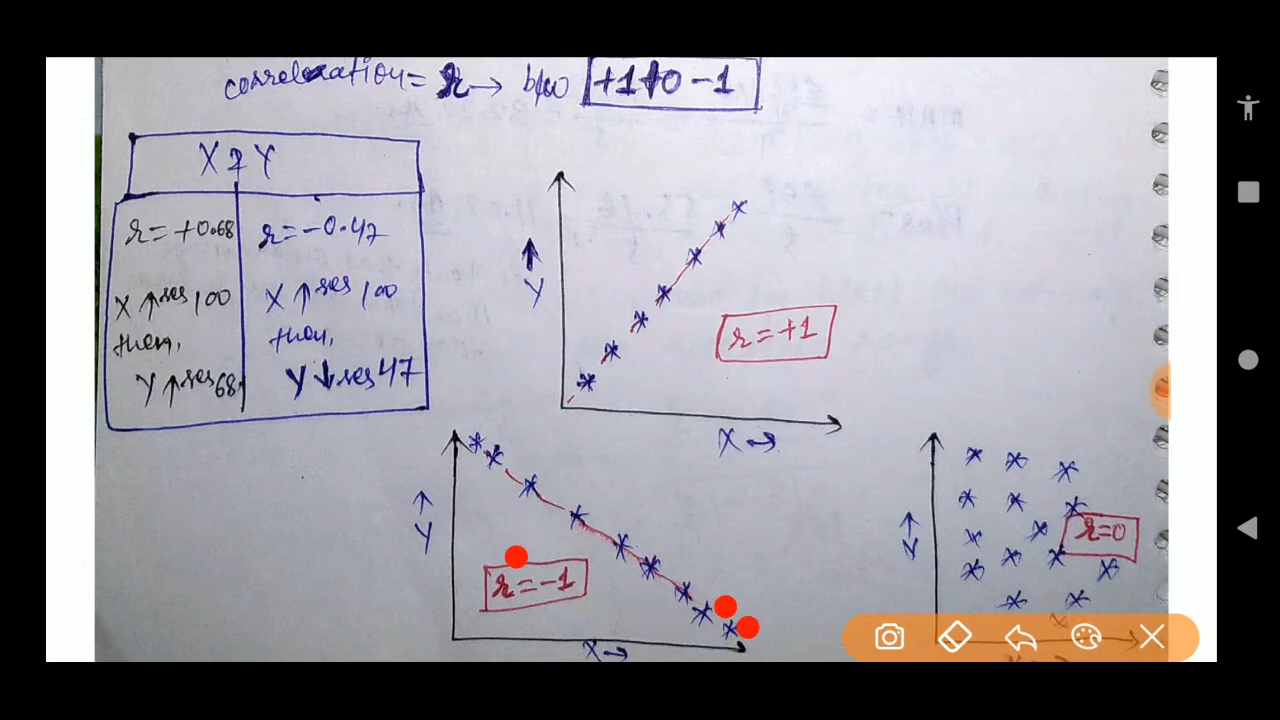 correlation = r → b/w +1 to -1
X & Y
r = +0.68
X ↑ses 100
then,
Y ↑ses 68
r = -0.47
X ↑ses 100
then,
Y ↓ses 47
↑
Y
r = +1
X →
↑
Y
r = -1
X →
↑
Y
r = 0